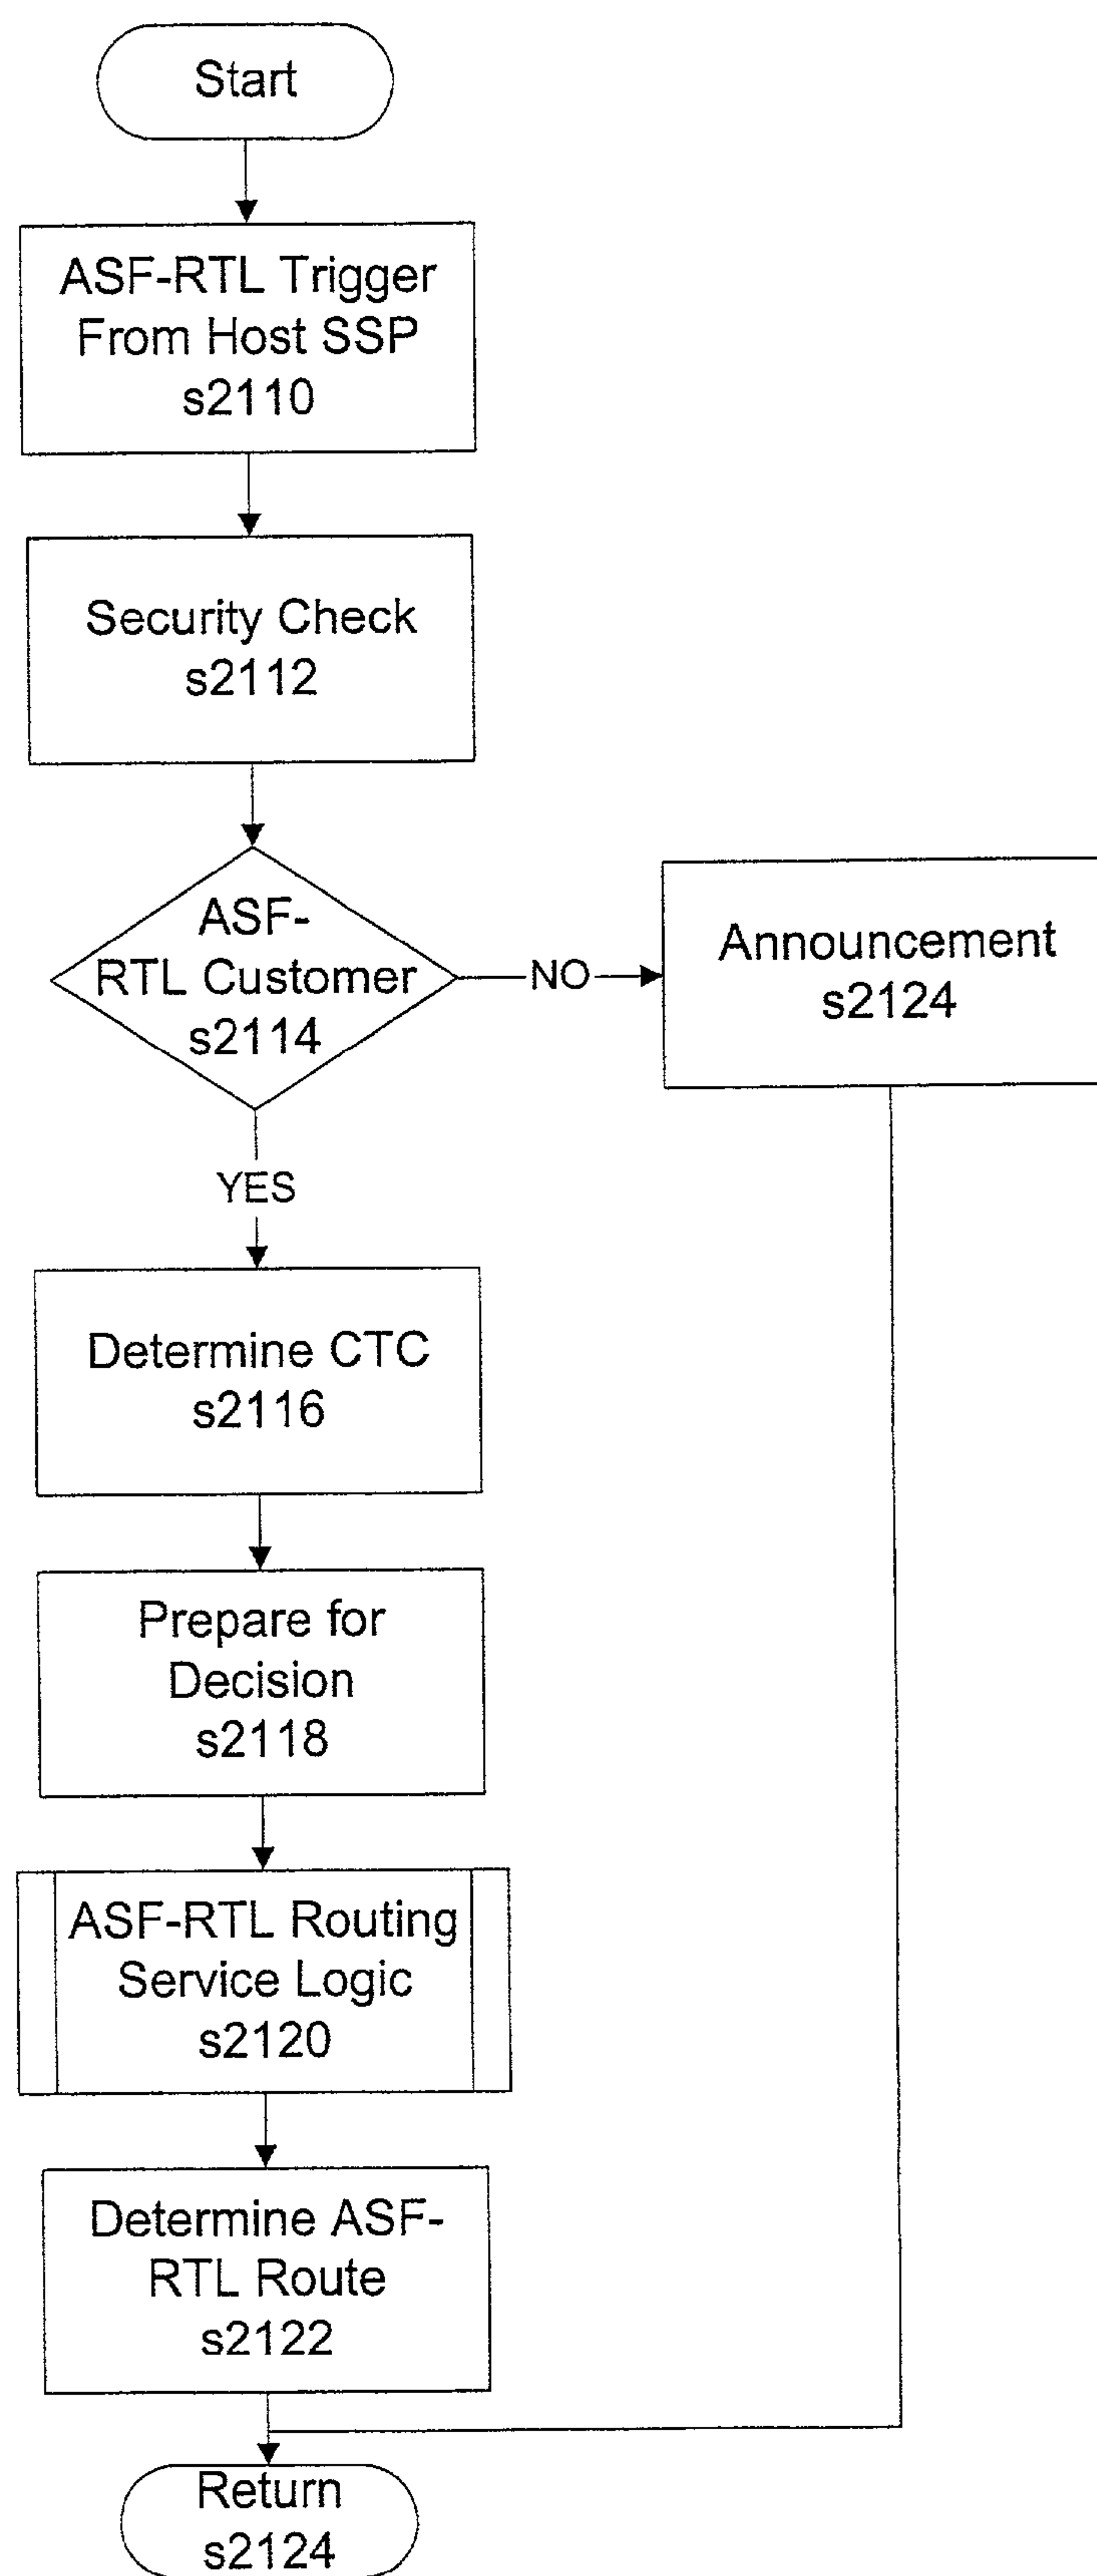 Start
ASF-RTL Trigger
From Host SSP
s2110
Security Check
s2112
ASF-
RTL Customer
s2114
NO
Announcement
s2124
YES
Determine CTC
s2116
Prepare for
Decision
s2118
ASF-RTL Routing
Service Logic
s2120
Determine ASF-
RTL Route
s2122
Return
s2124